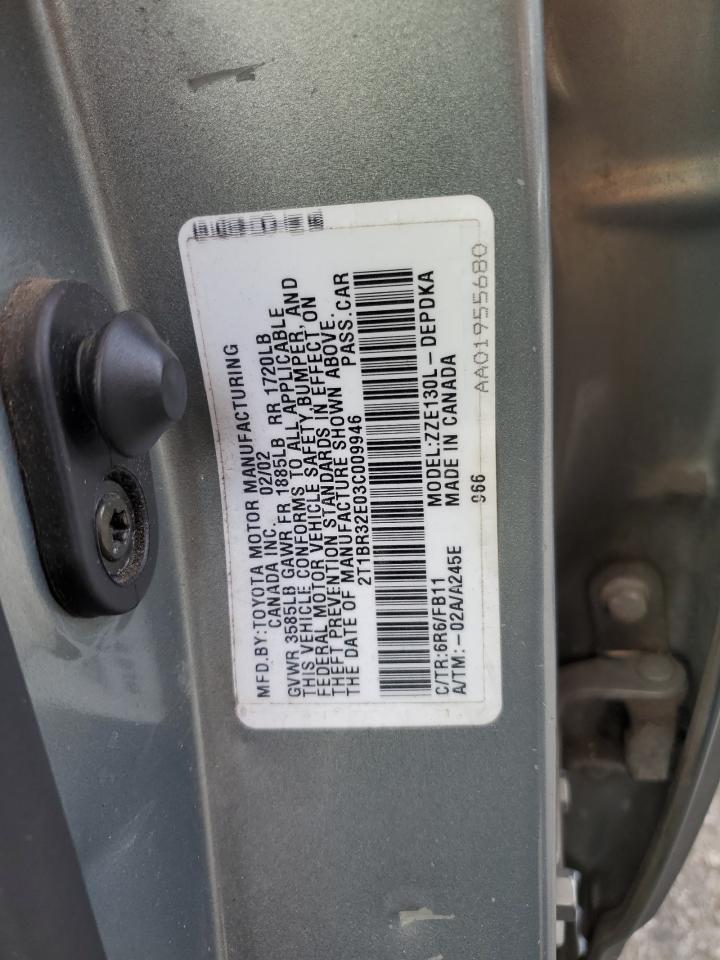 MFD.BY:TOYOTA MOTOR MANUFACTURING
CANADA INC. 02/02
GVWR 3585LB GAWR FR 1885LB RR 1720LB
THIS VEHICLE CONFORMS TO ALL APPLICABLE
FEDERAL MOTOR VEHICLE SAFETY,BUMPER, AND
THEFT PREVENTION STANDARDS IN EFFECT ON
THE DATE OF MANUFACTURE SHOWN ABOVE.
2T1BR32E03C009946 PASS.CAR
C/TR:6R6/FB11 MODEL:ZZE130L-DEPDKA
A/TM:-02A/A245E MADE IN CANADA
966
AA01955680